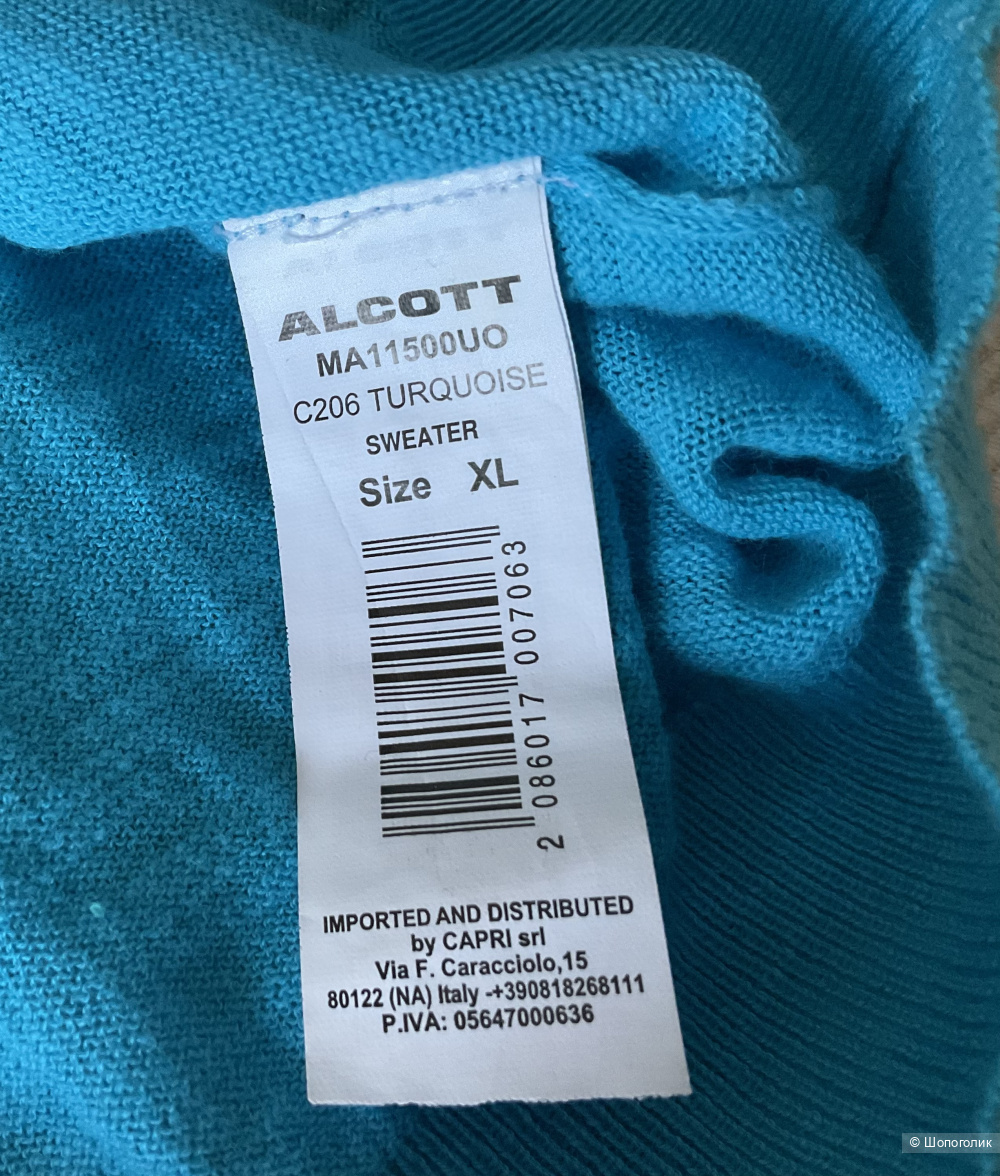 ALCOTT
MA11500UO
C206 TURQUOISE
SWEATER
Size XL
2 086017 007063
IMPORTED AND DISTRIBUTED
by CAPRI srl
Via F. Caracciolo,15
80122 (NA) Italy -+390818268111
P.IVA: 05647000636
© Шопоголик